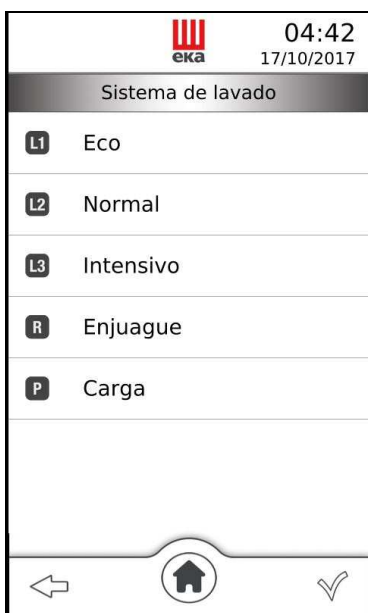 eka
04:42
17/10/2017
Sistema de lavado
L1 Eco
L2 Normal
L3 Intensivo
R Enjuague
P Carga